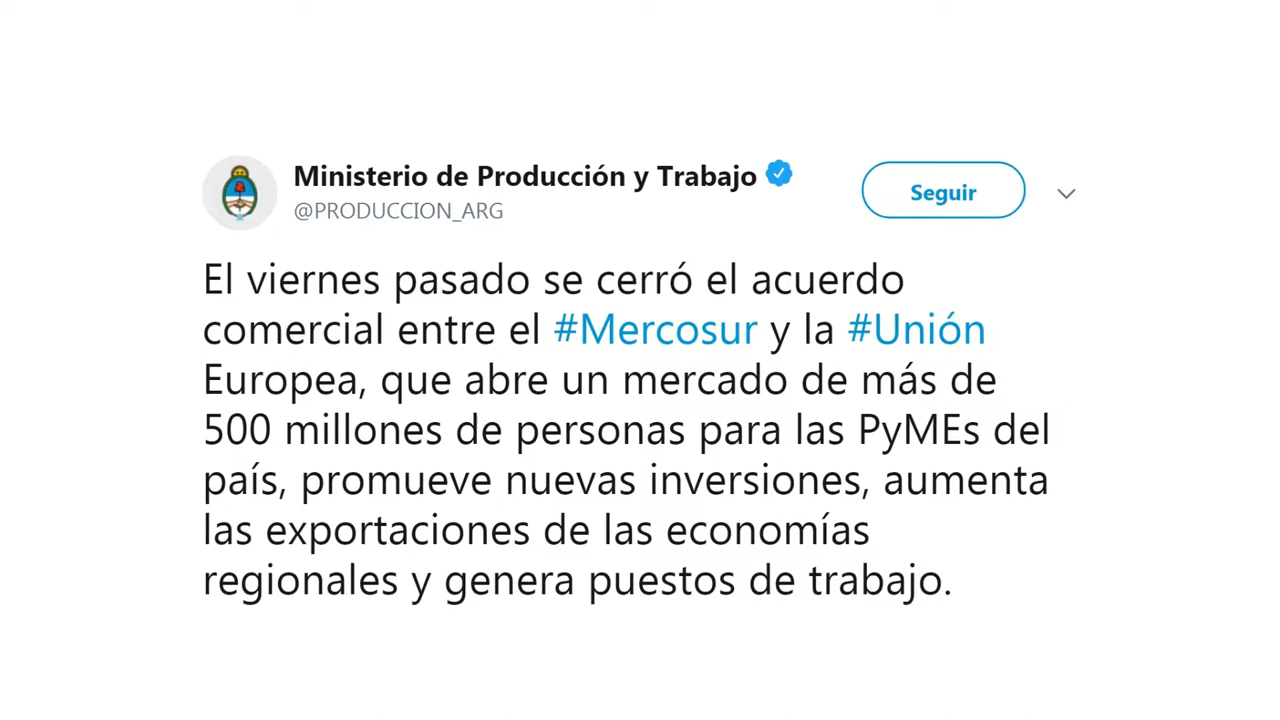 Ministerio de Producción y Trabajo
@PRODUCCION_ARG
Seguir
El viernes pasado se cerró el acuerdo
comercial entre el #Mercosur y la #Unión
Europea, que abre un mercado de más de
500 millones de personas para las PyMEs del
país, promueve nuevas inversiones, aumenta
las exportaciones de las economías
regionales y genera puestos de trabajo.